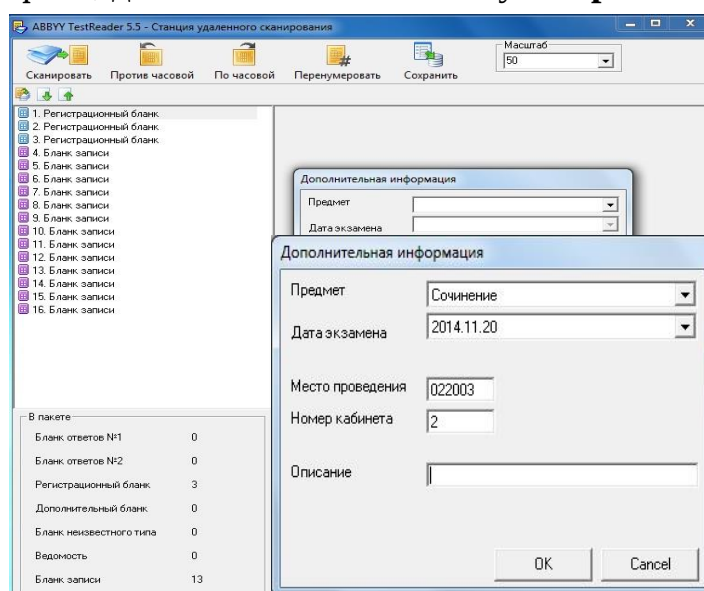 ABBYY TestReader 5.5 - Станция удаленного сканирования
Сканировать Против часовой По часовой Перенумеровать Сохранить
Масштаб
50
1. Регистрационный бланк
2. Регистрационный бланк
3. Регистрационный бланк
4. Бланк записи
5. Бланк записи
6. Бланк записи
7. Бланк записи
8. Бланк записи
9. Бланк записи
10. Бланк записи
11. Бланк записи
12. Бланк записи
13. Бланк записи
14. Бланк записи
15. Бланк записи
16. Бланк записи
В пакете
Бланк ответов №1 0
Бланк ответов №2 0
Регистрационный бланк 3
Дополнительный бланк 0
Бланк неизвестного типа 0
Ведомость 0
Бланк записи 13
Дополнительная информация
Предмет
Дата экзамена
Дополнительная информация
Предмет Сочинение
Дата экзамена 2014.11.20
Место проведения 022003
Номер кабинета 2
Описание
OK Cancel